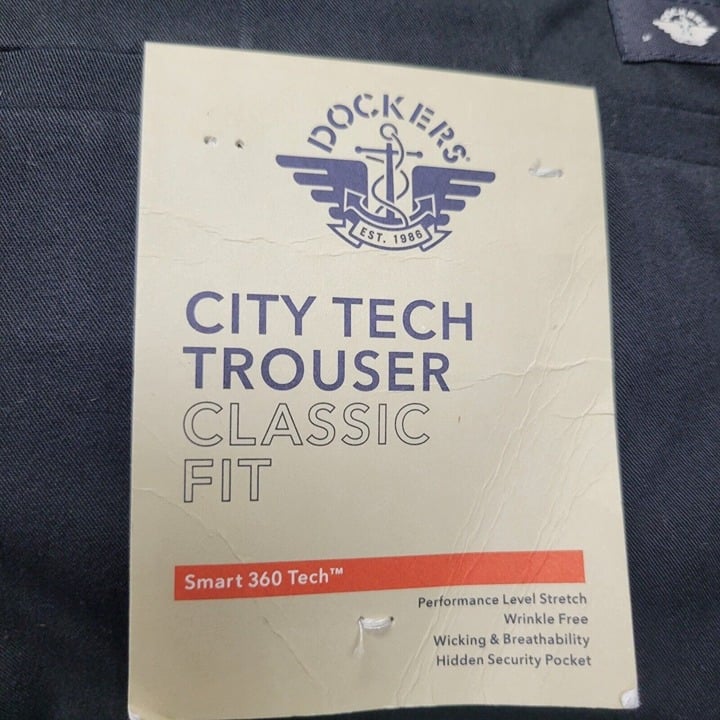 DOCKERS
EST. 1986
CITY TECH
TROUSER
CLASSIC
FIT
Smart 360 Tech™
Performance Level Stretch
Wrinkle Free
Wicking & Breathability
Hidden Security Pocket